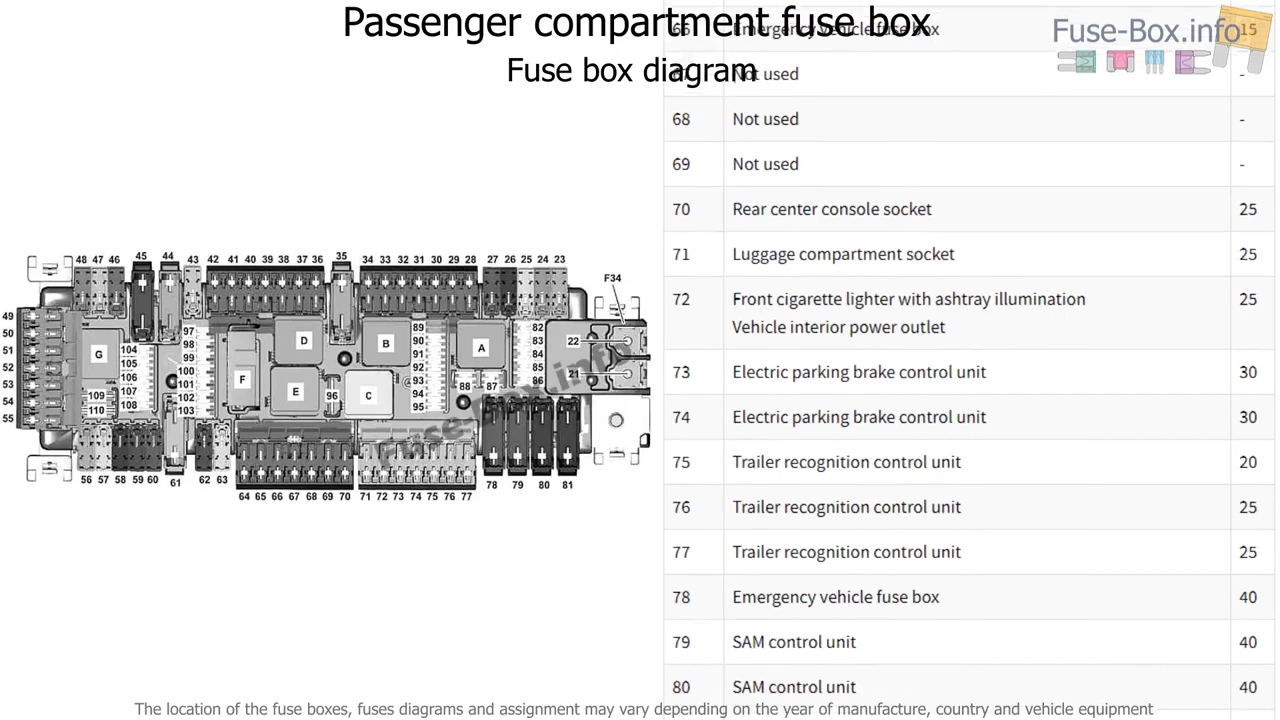 Passenger compartment fuse box
Fuse box diagram
Fuse-Box.info
66 Emergency vehicle fuse box 15
67 Not used -
68 Not used -
69 Not used -
70 Rear center console socket 25
71 Luggage compartment socket 25
72 Front cigarette lighter with ashtray illumination 25
Vehicle interior power outlet
73 Electric parking brake control unit 30
74 Electric parking brake control unit 30
75 Trailer recognition control unit 20
76 Trailer recognition control unit 25
77 Trailer recognition control unit 25
78 Emergency vehicle fuse box 40
79 SAM control unit 40
80 SAM control unit 40
48 47 46 45 44 43 42 41 40 39 38 37 36 35 34 33 32 31 30 29 28 27 26 25 24 23
F34
49
50
51
52
53
54
55
G
104
105
106
107
108
109
110
97
98
99
100
101
102
103
F
D
E
96
B
C
89
90
91
92
93
94
95
A
88 87
82
83
84
85
86
22
21
56 57 58 59 60 61 62 63 64 65 66 67 68 69 70 71 72 73 74 75 76 77 78 79 80 81
Fuse-Box.info
The location of the fuse boxes, fuses diagrams and assignment may vary depending on the year of manufacture, country and vehicle equipment